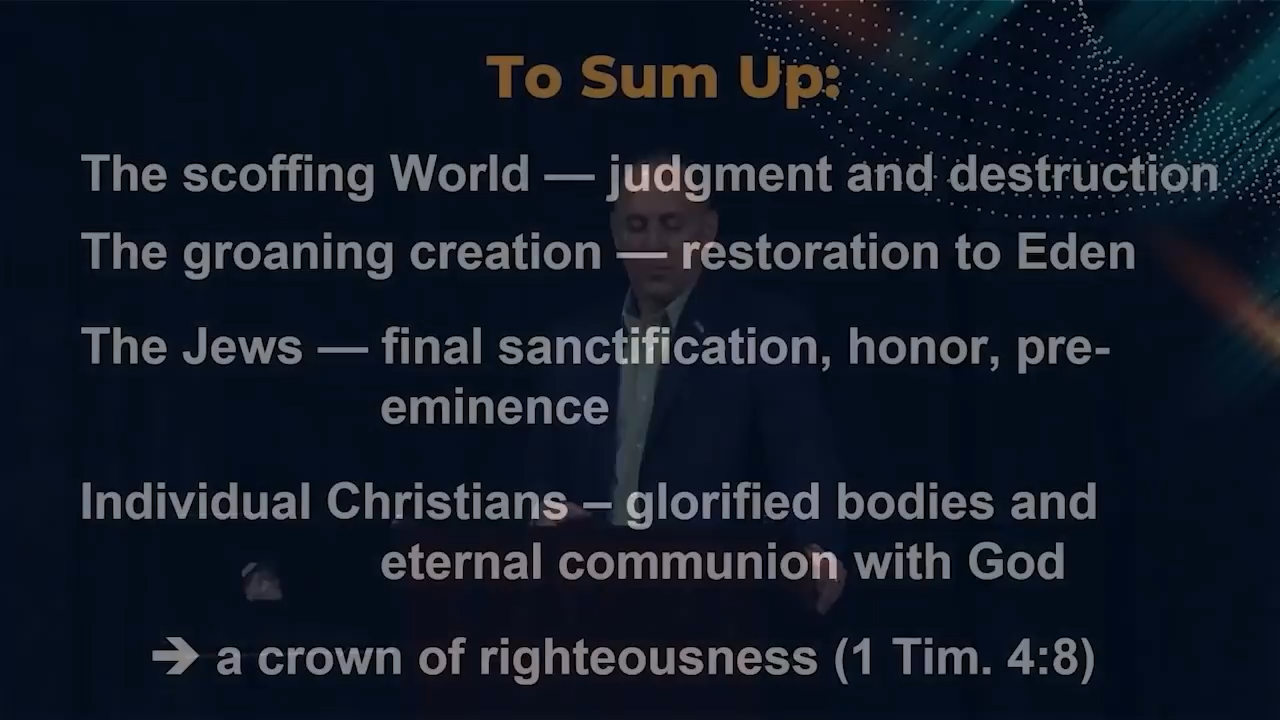 To Sum Up:
The scoffing World — judgment and destruction
The groaning creation — restoration to Eden
The Jews — final sanctification, honor, pre-
eminence
Individual Christians – glorified bodies and
eternal communion with God
➔ a crown of righteousness (1 Tim. 4:8)